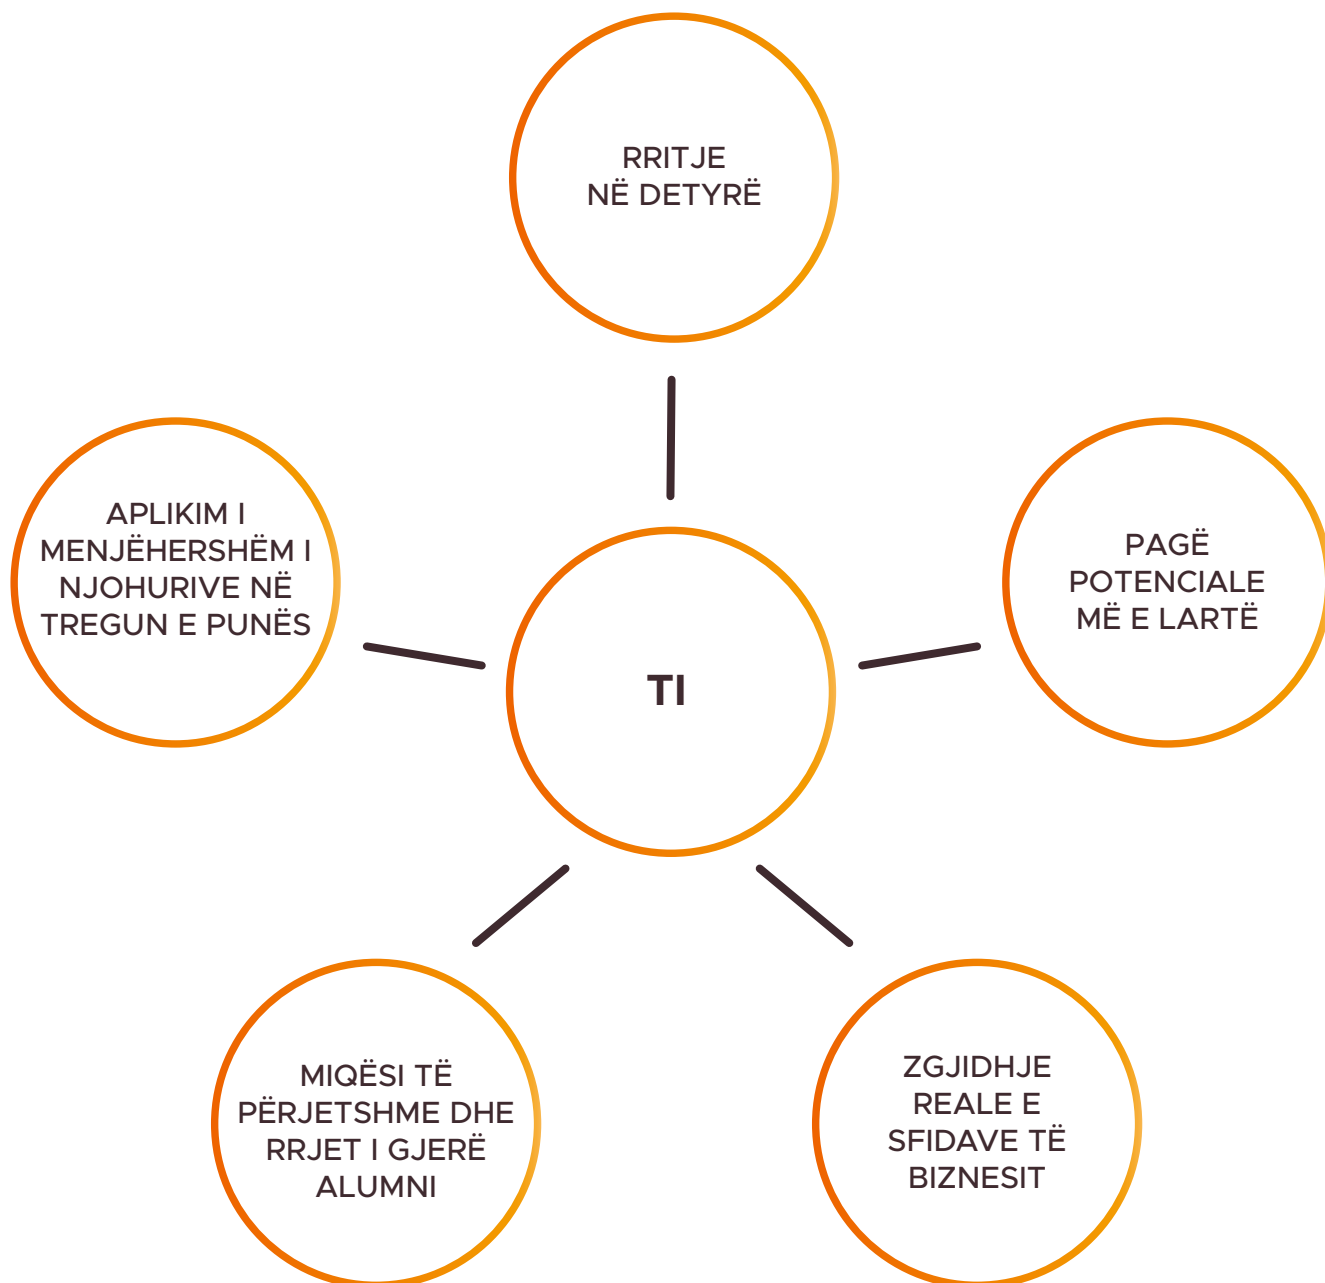 RRITJE
NË DETYRË
APLIKIM I
MENJËHERSHËM I
NJOHURIVE NË
TREGUN E PUNËS
PAGË
POTENCIALE
MË E LARTË
TI
MIQËSI TË
PËRJETSHME DHE
RRJET I GJERË
ALUMNI
ZGJIDHJE
REALE E
SFIDAVE TË
BIZNESIT